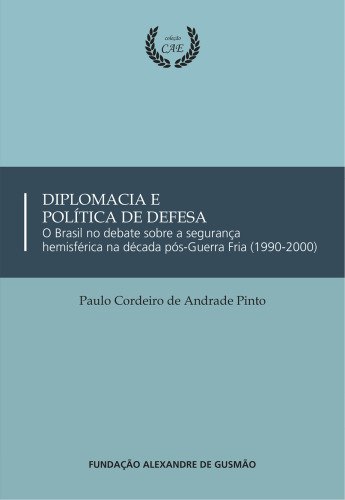 coleção
CAE
DIPLOMACIA E
POLÍTICA DE DEFESA
O Brasil no debate sobre a segurança
hemisférica na década pós-Guerra Fria (1990-2000)
Paulo Cordeiro de Andrade Pinto
FUNDAÇÃO ALEXANDRE DE GUSMÃO